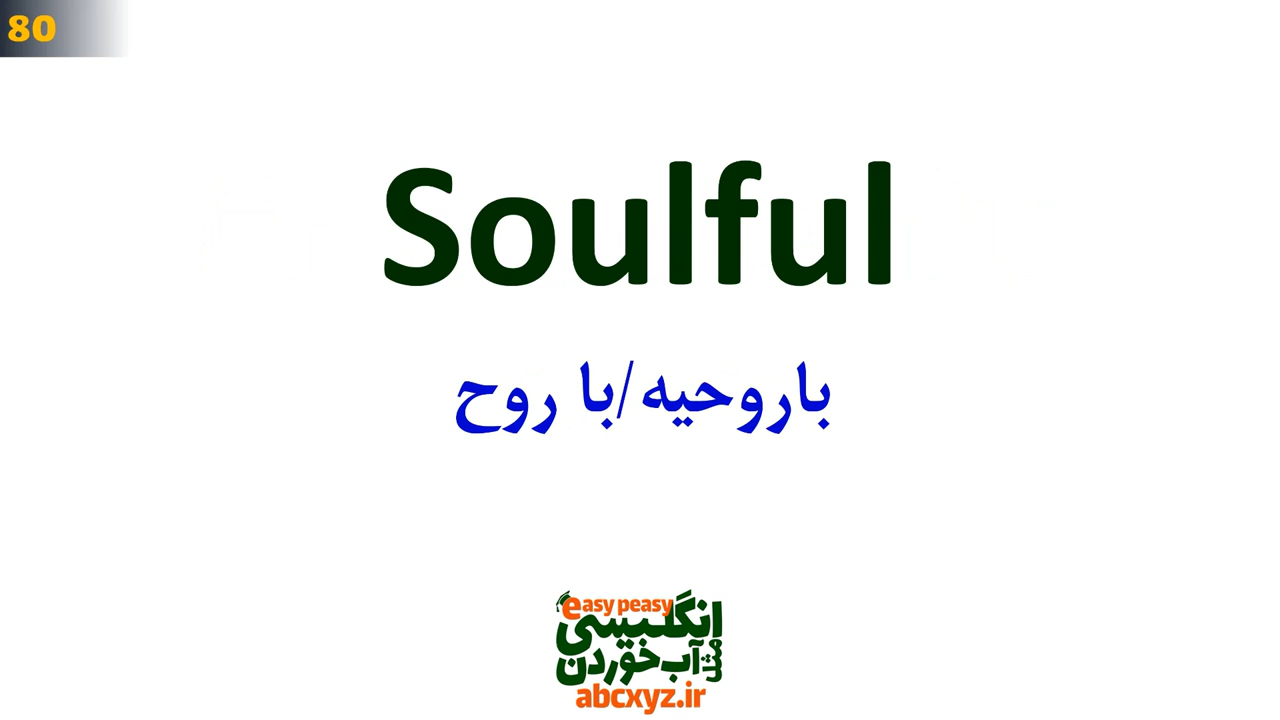 80
Soulful
باروحیه/با روح
easy peasy
انگلیسی
مثل آب خوردن
abcxyz.ir